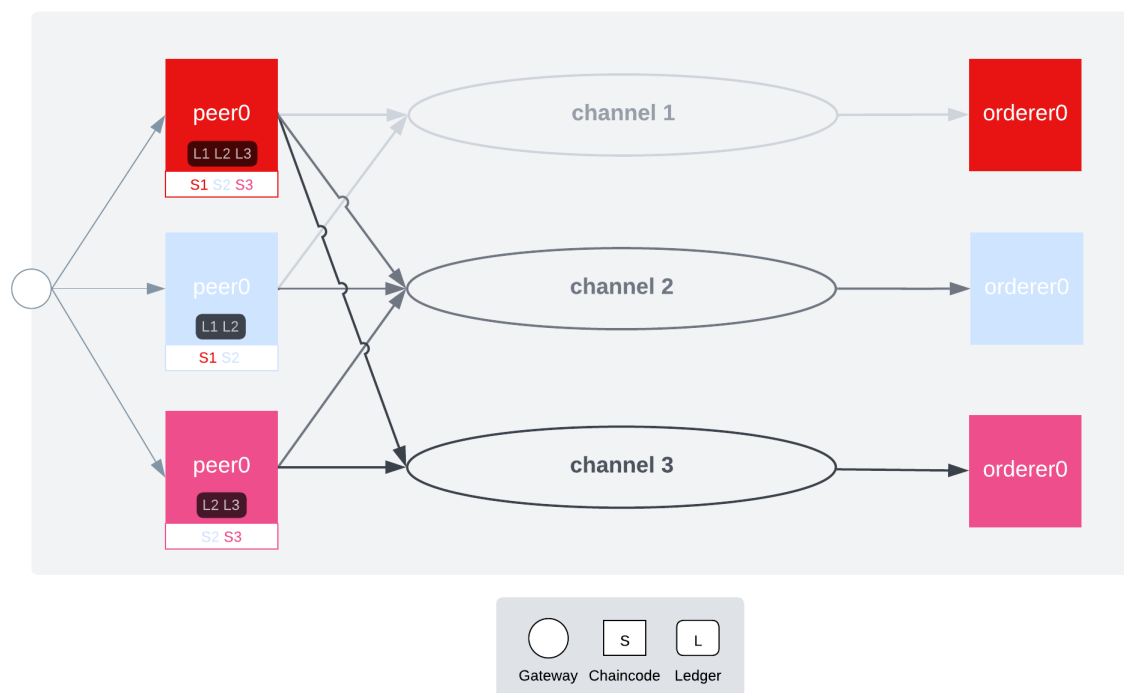 peer0
L1 L2 L3
S1 S2 S3
channel 1
orderer0
peer0
L1 L2
S1 S2
channel 2
orderer0
peer0
L2 L3
S2 S3
channel 3
orderer0
S
L
Gateway
Chaincode
Ledger